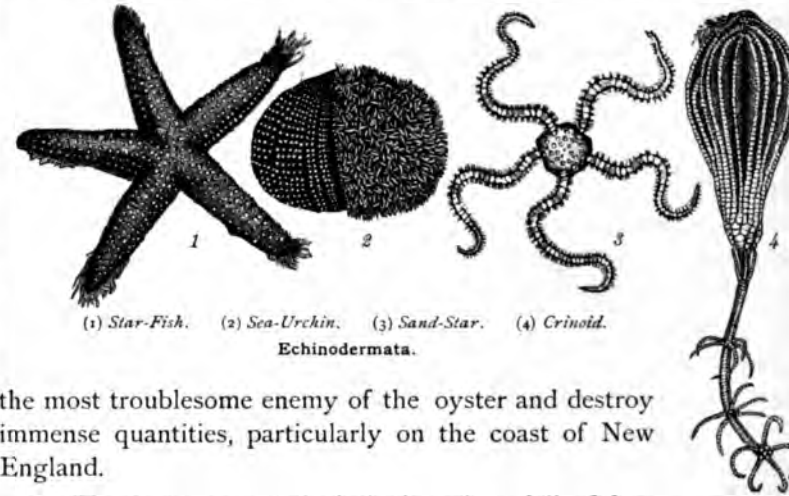 1
2
3
4
(1) Star-Fish. (2) Sea-Urchin. (3) Sand-Star. (4) Crinoid.
Echinodermata.
the most troublesome enemy of the oyster and destroy
immense quantities, particularly on the coast of New
England.